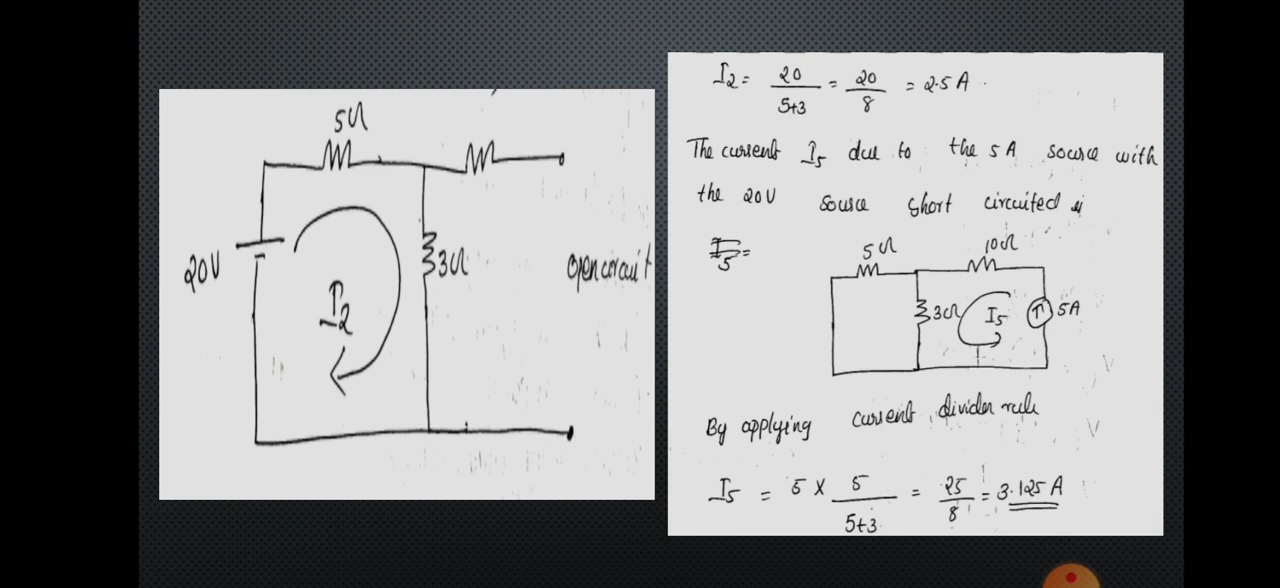 5Ω
20V
I2
3Ω
Open circuit
I2 = 20/5+3 = 20/8 = 2.5 A
The current I5 due to the 5 A source with
the 20V source short circuited is
I5 =
5Ω
10Ω
3Ω
I5
5A
By applying current divider rule
I5 = 5 X 5/5+3 = 25/8 = 3.125 A